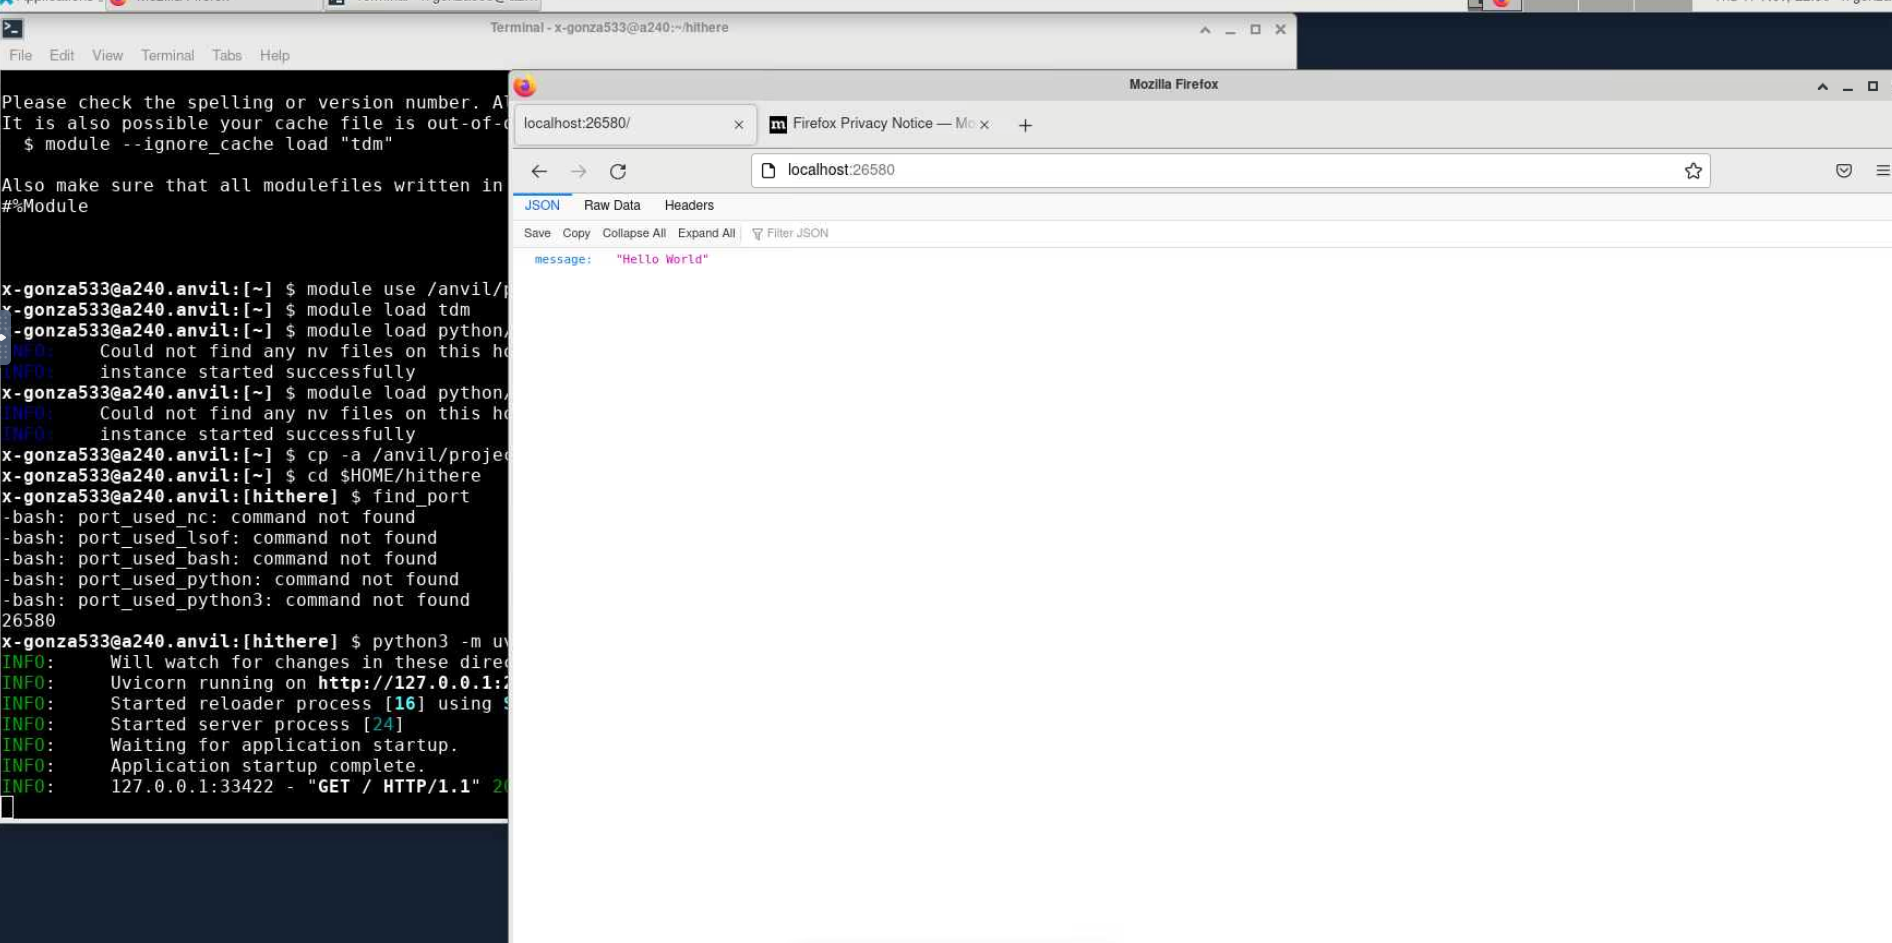 Terminal - x-gonza533@a240:~/hithere
File Edit View Terminal Tabs Help
Please check the spelling or version number. Al
It is also possible your cache file is out-of-d
$ module --ignore_cache load "tdm"
Also make sure that all modulefiles written in
#%Module
x-gonza533@a240.anvil:[~] $ module use /anvil/p
x-gonza533@a240.anvil:[~] $ module load tdm
x-gonza533@a240.anvil:[~] $ module load python/
INFO: Could not find any nv files on this ho
INFO: instance started successfully
x-gonza533@a240.anvil:[~] $ module load python/
INFO: Could not find any nv files on this ho
INFO: instance started successfully
x-gonza533@a240.anvil:[~] $ cp -a /anvil/projec
x-gonza533@a240.anvil:[~] $ cd $HOME/hithere
x-gonza533@a240.anvil:[hithere] $ find_port
-bash: port_used_nc: command not found
-bash: port_used_lsof: command not found
-bash: port_used_bash: command not found
-bash: port_used_python: command not found
-bash: port_used_python3: command not found
26580
x-gonza533@a240.anvil:[hithere] $ python3 -m uv
INFO: Will watch for changes in these direc
INFO: Uvicorn running on http://127.0.0.1:2
INFO: Started reloader process [16] using S
INFO: Started server process [24]
INFO: Waiting for application startup.
INFO: Application startup complete.
INFO: 127.0.0.1:33422 - "GET / HTTP/1.1" 20
Mozilla Firefox
localhost:26580/
m Firefox Privacy Notice — Mo
localhost:26580
JSON Raw Data Headers
Save Copy Collapse All Expand All Filter JSON
message: "Hello World"